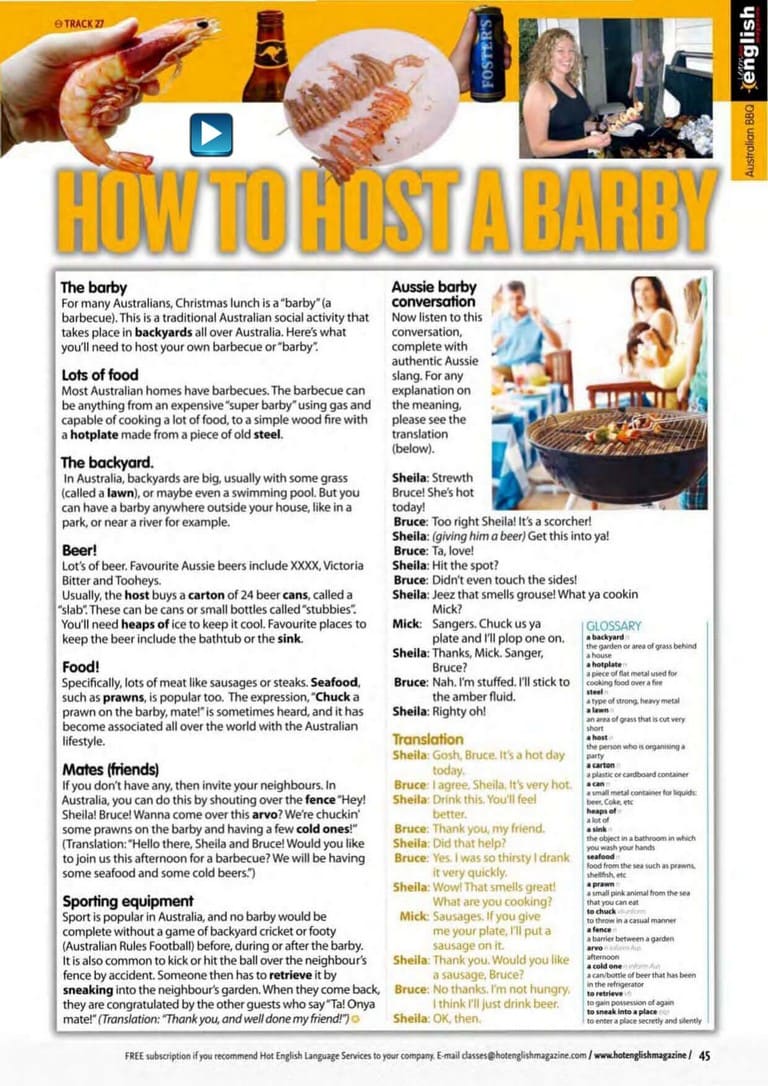 TRACK 27
FOSTER'S
Learn hot english magazine
Australian BBQ
HOW TO HOST A BARBY
The barby
For many Australians, Christmas lunch is a "barby" (a
barbecue). This is a traditional Australian social activity that
takes place in backyards all over Australia. Here's what
you'll need to host your own barbecue or "barby".
Lots of food
Most Australian homes have barbecues. The barbecue can
be anything from an expensive "super barby" using gas and
capable of cooking a lot of food, to a simple wood fire with
a hotplate made from a piece of old steel.
The backyard.
In Australia, backyards are big, usually with some grass
(called a lawn), or maybe even a swimming pool. But you
can have a barby anywhere outside your house, like in a
park, or near a river for example.
Beer!
Lot's of beer. Favourite Aussie beers include XXXX, Victoria
Bitter and Tooheys.
Usually, the host buys a carton of 24 beer cans, called a
"slab". These can be cans or small bottles called "stubbies".
You'll need heaps of ice to keep it cool. Favourite places to
keep the beer include the bathtub or the sink.
Food!
Specifically, lots of meat like sausages or steaks. Seafood,
such as prawns, is popular too. The expression, "Chuck a
prawn on the barby, mate!" is sometimes heard, and it has
become associated all over the world with the Australian
lifestyle.
Mates (friends)
If you don't have any, then invite your neighbours. In
Australia, you can do this by shouting over the fence "Hey!
Sheila! Bruce! Wanna come over this arvo? We're chuckin'
some prawns on the barby and having a few cold ones!"
(Translation: "Hello there, Sheila and Bruce! Would you like
to join us this afternoon for a barbecue? We will be having
some seafood and some cold beers.")
Sporting equipment
Sport is popular in Australia, and no barby would be
complete without a game of backyard cricket or footy
(Australian Rules Football) before, during or after the barby.
It is also common to kick or hit the ball over the neighbour's
fence by accident. Someone then has to retrieve it by
sneaking into the neighbour's garden. When they come back,
they are congratulated by the other guests who say "Ta! Onya
mate!" (Translation: "Thank you, and well done my friend!")
Aussie barby
conversation
Now listen to this
conversation,
complete with
authentic Aussie
slang. For any
explanation on
the meaning,
please see the
translation
(below).
Sheila: Strewth
Bruce! She's hot
today!
Bruce: Too right Sheila! It's a scorcher!
Sheila: (giving him a beer) Get this into ya!
Bruce: Ta, love!
Sheila: Hit the spot?
Bruce: Didn't even touch the sides!
Sheila: Jeez that smells grouse! What ya cookin
Mick?
Mick: Sangers. Chuck us ya
plate and I'll plop one on.
Sheila: Thanks, Mick. Sanger,
Bruce?
Bruce: Nah. I'm stuffed. I'll stick to
the amber fluid.
Sheila: Righty oh!
Translation
Sheila: Gosh, Bruce. It's a hot day
today.
Bruce: I agree, Sheila, It's very hot.
Sheila: Drink this. You'll feel
better.
Bruce: Thank you, my friend.
Sheila: Did that help?
Bruce: Yes. I was so thirsty I drank
it very quickly.
Sheila: Wow! That smells great!
What are you cooking?
Mick: Sausages. If you give
me your plate, I'll put a
sausage on it.
Sheila: Thank you. Would you like
a sausage, Bruce?
Bruce: No thanks. I'm not hungry.
I think I'll just drink beer.
Sheila: OK, then.
GLOSSARY
a backyard n
the garden or area of grass behind
a house
a hotplate n
a piece of flat metal used for
cooking food over a fire
steel n
a type of strong, heavy metal
a lawn n
an area of grass that is cut very
short
a host n
the person who is organising a
party
a carton n
a plastic or cardboard container
a can n
a small metal container for liquids:
beer, Coke, etc
heaps of n
a lot of
a sink n
the object in a bathroom in which
you wash your hands
seafood n
food from the sea such as prawns,
shellfish, etc
a prawn n
a small pink animal from the sea
that you can eat
to chuck
to throw in a casual manner
a fence n
a barrier between a garden
arvo n inform Aus
afternoon
a cold one n inform Aus
a can/bottle of beer that has been
in the refrigerator
to retrieve vb
to gain possession of again
to sneak into a place exp
to enter a place secretly and silently
FREE subscription if you recommend Hot English Language Services to your company. E-mail classes@hotenglishmagazine.com / www.hotenglishmagazine / 45